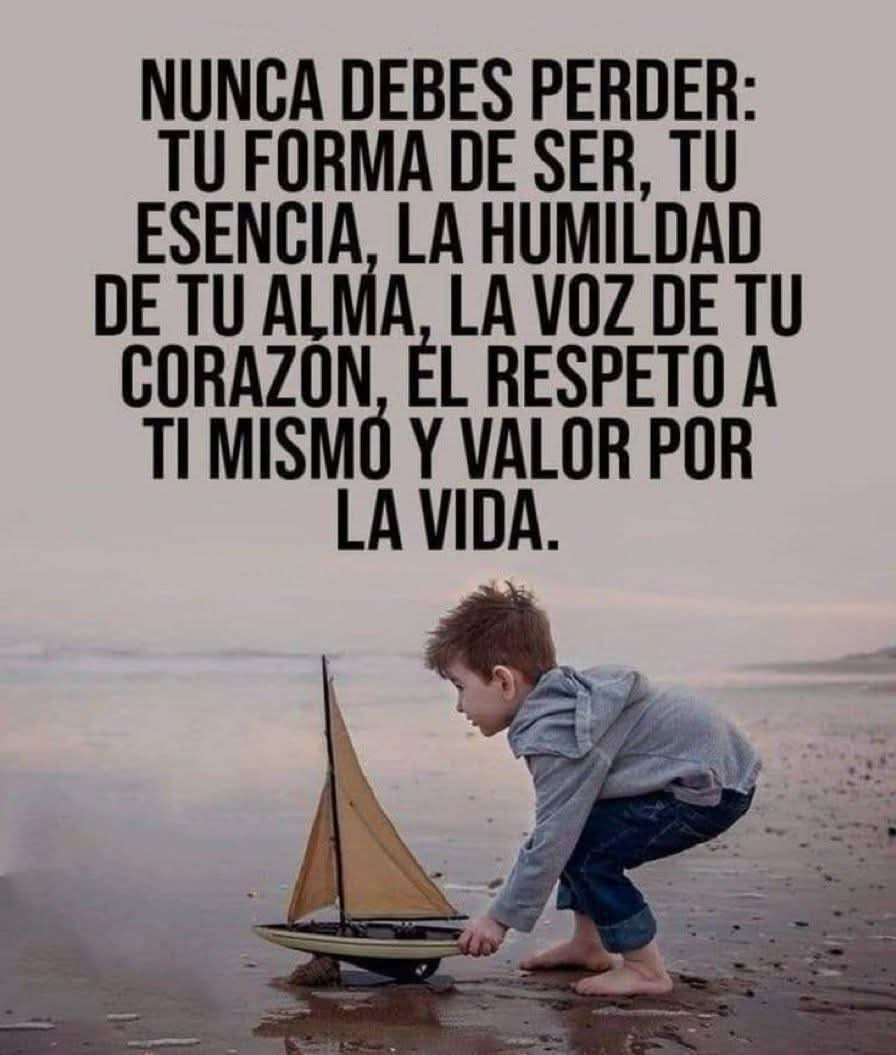 NUNCA DEBES PERDER:
TU FORMA DE SER, TU
ESENCIA, LA HUMILDAD
DE TU ALMA, LA VOZ DE TU
CORAZÓN, EL RESPETO A
TI MISMO Y VALOR POR
LA VIDA.